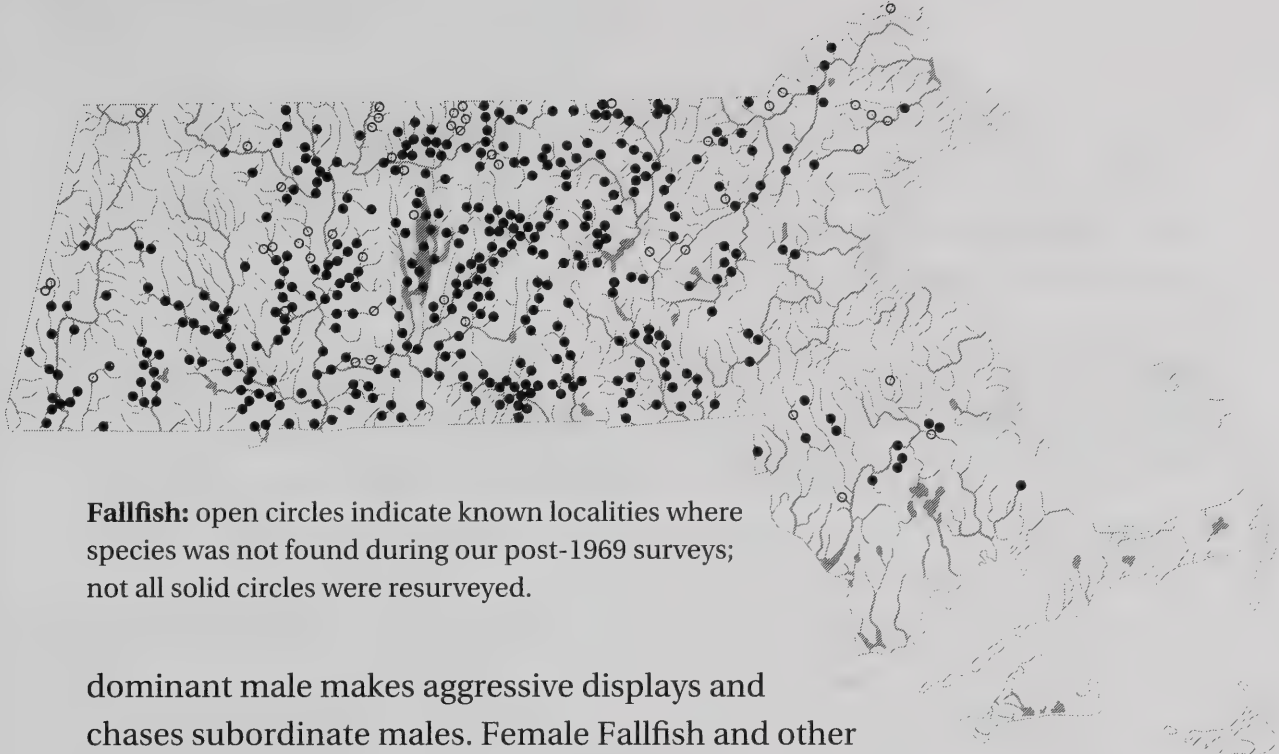 Fallfish: open circles indicate known localities where
species was not found during our post-1969 surveys;
not all solid circles were resurveyed.
dominant male makes aggressive displays and
chases subordinate males. Female Fallfish and other